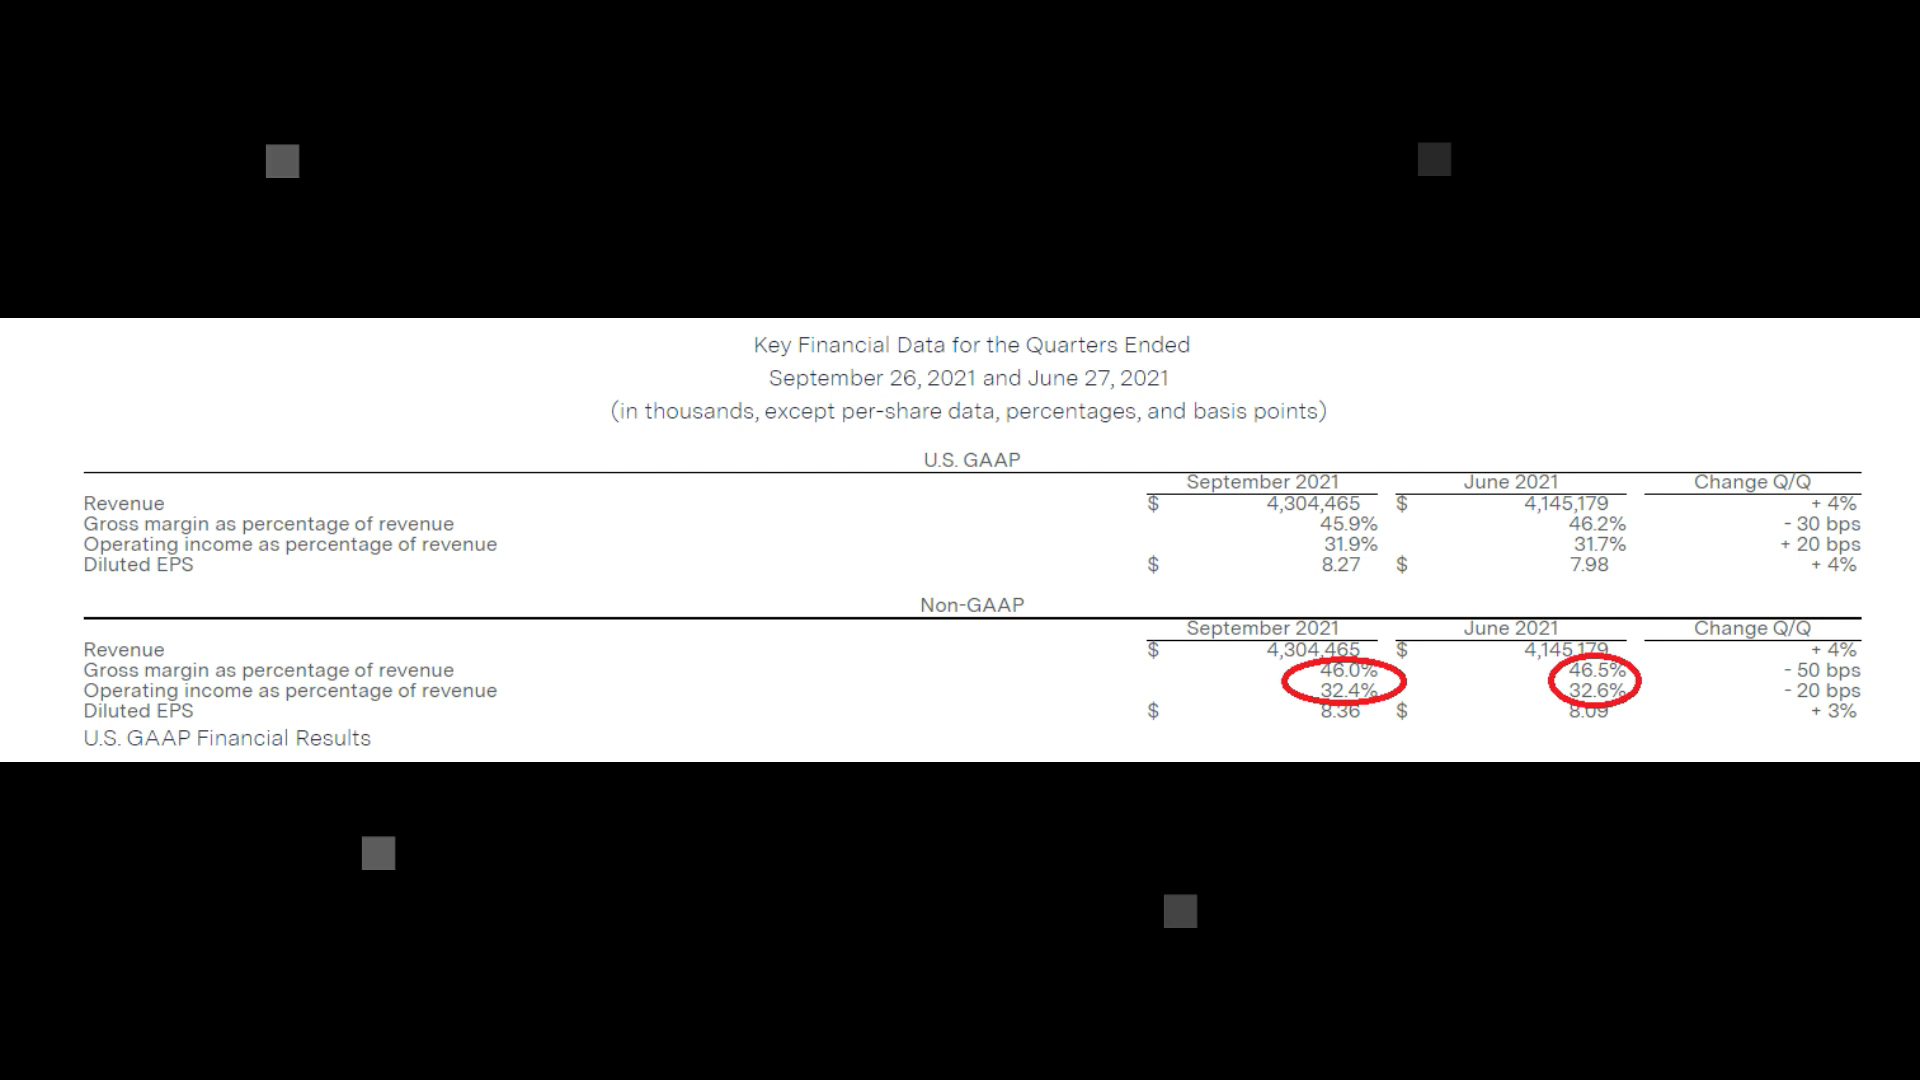 Key Financial Data for the Quarters Ended
September 26, 2021 and June 27, 2021
(in thousands, except per-share data, percentages, and basis points)
U.S. GAAP
September 2021 June 2021 Change Q/Q
Revenue $ 4,304,465 $ 4,145,179 + 4%
Gross margin as percentage of revenue 45.9% 46.2% - 30 bps
Operating income as percentage of revenue 31.9% 31.7% + 20 bps
Diluted EPS $ 8.27 $ 7.98 + 4%
Non-GAAP
September 2021 June 2021 Change Q/Q
Revenue $ 4,304,465 $ 4,145,179 + 4%
Gross margin as percentage of revenue 46.0% 46.5% - 50 bps
Operating income as percentage of revenue 32.4% 32.6% - 20 bps
Diluted EPS $ 8.36 $ 8.09 + 3%
U.S. GAAP Financial Results